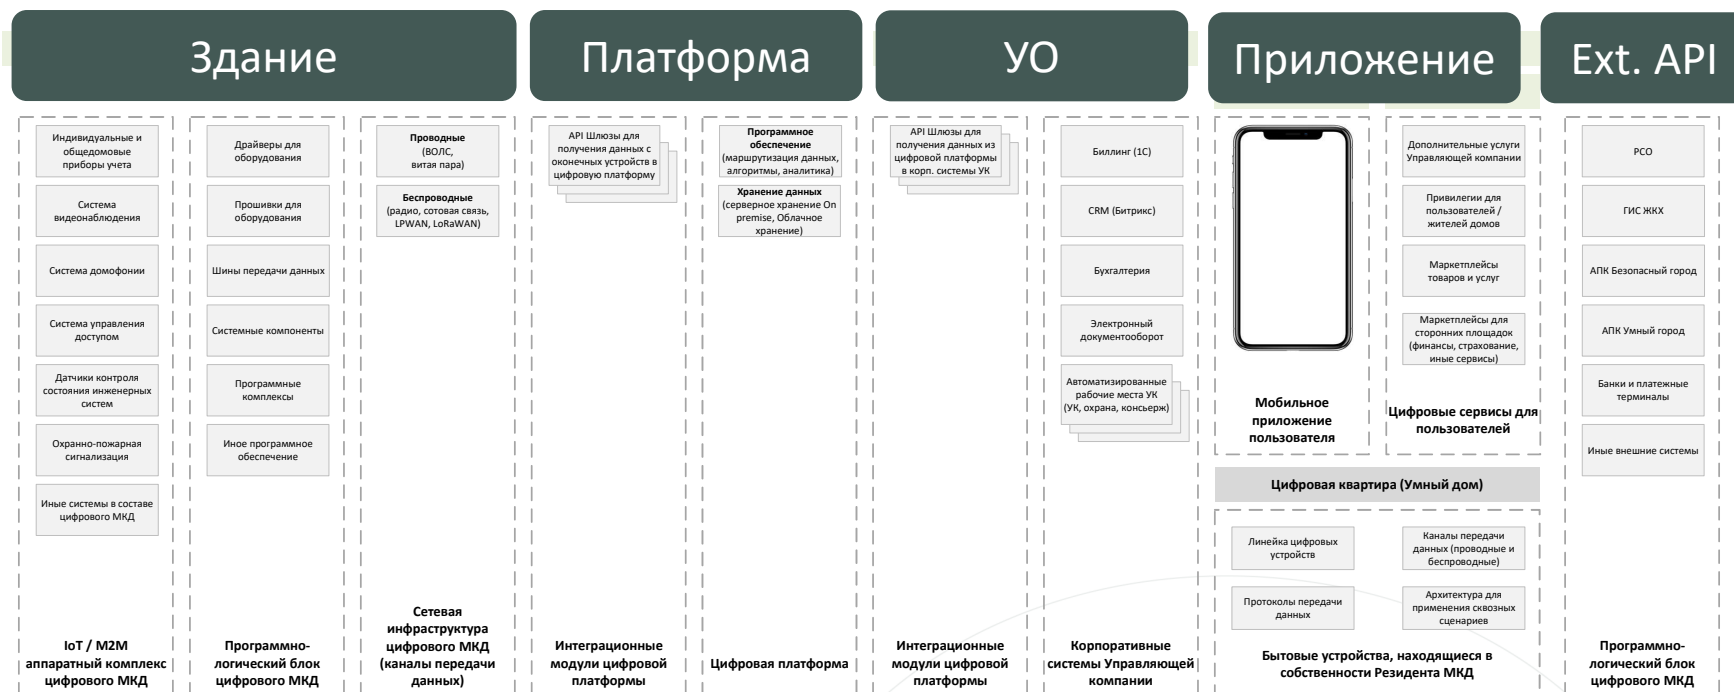 Здание
Платформа
УО
Приложение
Ext. API
Индивидуальные и
общедомовые
приборы учета
Система
видеонаблюдения
Система домофонии
Система управления
доступом
Датчики контроля
состояния инженерных
систем
Охранно-пожарная
сигнализация
Иные системы в составе
цифрового МКД
IoT / M2M
аппаратный комплекс
цифрового МКД
Драйверы для
оборудования
Прошивки для
оборудования
Шины передачи данных
Системные компоненты
Программные
комплексы
Иное программное
обеспечение
Программно-
логический блок
цифрового МКД
Проводные
(ВОЛС,
витая пара)
Беспроводные
(радио, сотовая связь,
LPWAN, LoRaWAN)
Сетевая
инфраструктура
цифрового МКД
(каналы передачи
данных)
API Шлюзы для
получения данных с
оконечных устройств в
цифровую платформу
Интеграционные
модули цифровой
платформы
Программное
обеспечение
(маршрутизация данных,
алгоритмы, аналитика)
Хранение данных
(серверное хранение On
premise, Облачное
хранение)
Цифровая платформа
API Шлюзы для
получения данных из
цифровой платформы
в корп. системы УК
Интеграционные
модули цифровой
платформы
Биллинг (1С)
CRM (Битрикс)
Бухгалтерия
Электронный
документооборот
Автоматизированные
рабочие места УК
(УК, охрана, консьерж)
Корпоративные
системы Управляющей
компании
Мобильное
приложение
пользователя
Дополнительные услуги
Управляющей компании
Привилегии для
пользователей /
жителей домов
Маркетплейсы
товаров и услуг
Маркетплейсы для
сторонних площадок
(финансы, страхование,
иные сервисы)
Цифровые сервисы для
пользователей
Цифровая квартира (Умный дом)
Линейка цифровых
устройств
Каналы передачи
данных (проводные и
беспроводные)
Протоколы передачи
данных
Архитектура для
применения сквозных
сценариев
Бытовые устройства, находящиеся в
собственности Резидента МКД
РСО
ГИС ЖКХ
АПК Безопасный город
АПК Умный город
Банки и платежные
терминалы
Иные внешние системы
Программно-
логический блок
цифрового МКД